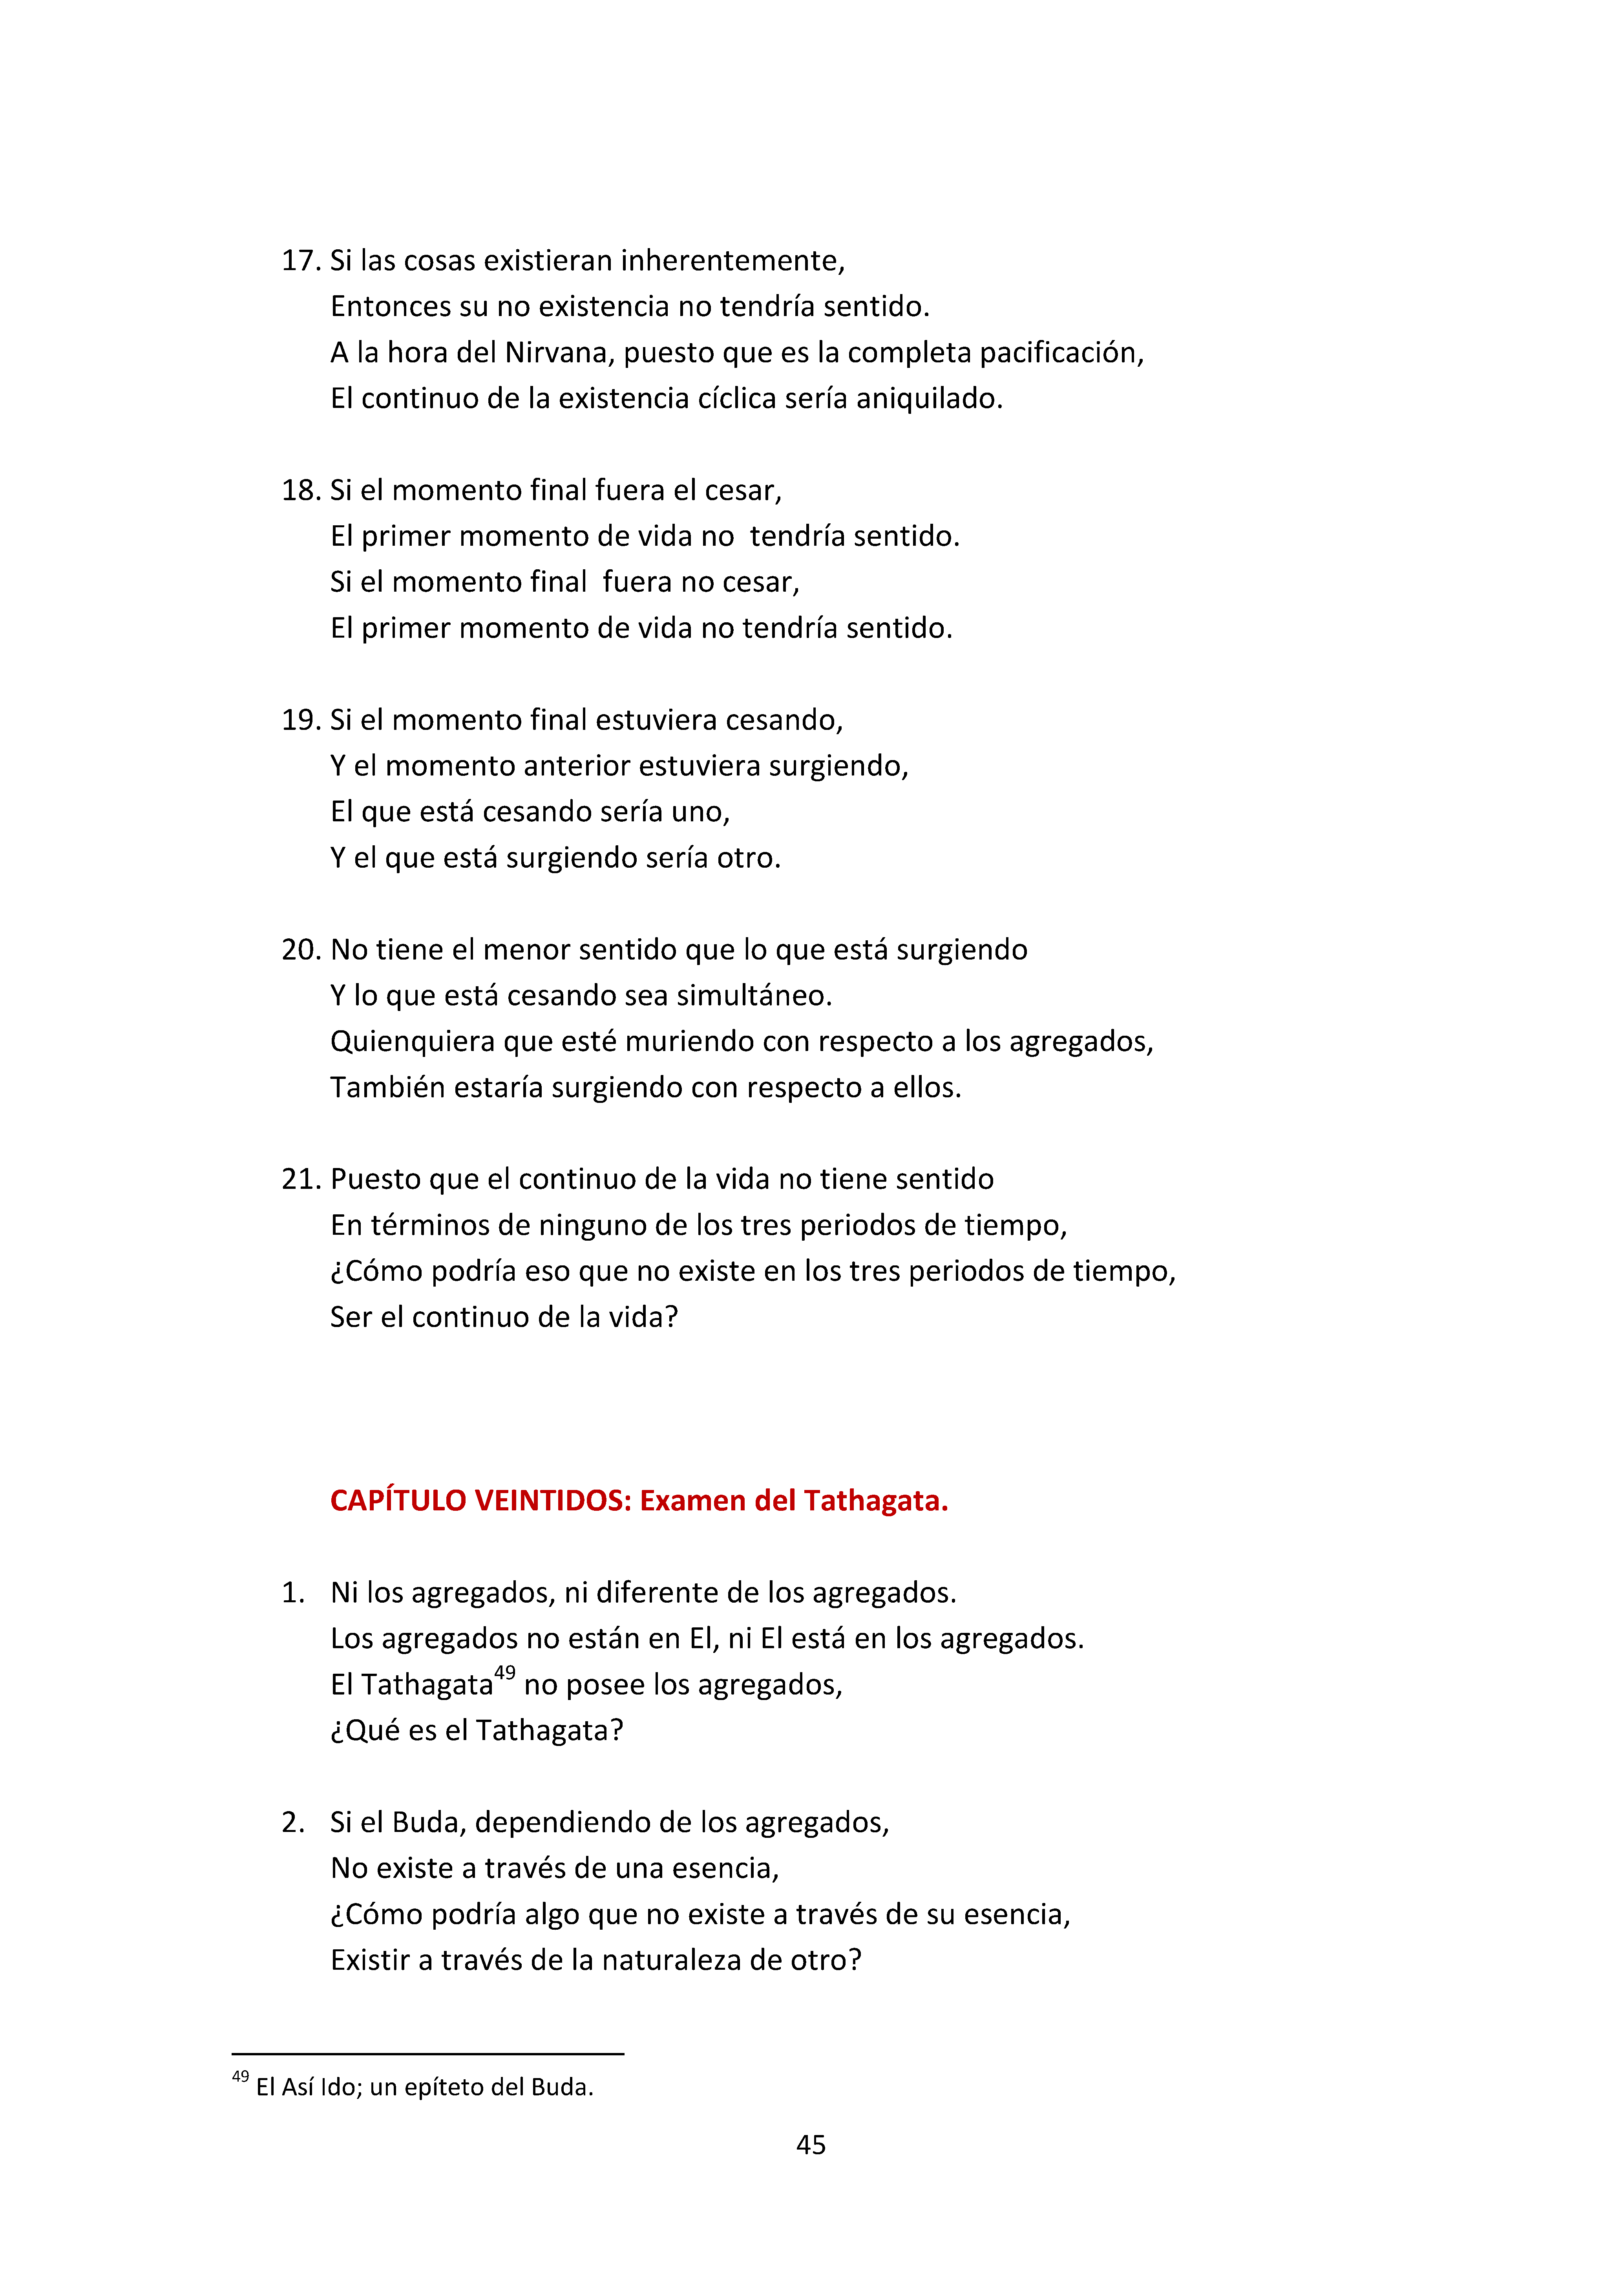 17. Si las cosas existieran inherentemente,
Entonces su no existencia no tendría sentido.
A la hora del Nirvana, puesto que es la completa pacificación,
El continuo de la existencia cíclica sería aniquilado.
18. Si el momento final fuera el cesar,
El primer momento de vida no  tendría sentido.
Si el momento final  fuera no cesar,
El primer momento de vida no tendría sentido.
19. Si el momento final estuviera cesando,
Y el momento anterior estuviera surgiendo,
El que está cesando sería uno,
Y el que está surgiendo sería otro.
20. No tiene el menor sentido que lo que está surgiendo
Y lo que está cesando sea simultáneo.
Quienquiera que esté muriendo con respecto a los agregados,
También estaría surgiendo con respecto a ellos.
21. Puesto que el continuo de la vida no tiene sentido
En términos de ninguno de los tres periodos de tiempo,
¿Cómo podría eso que no existe en los tres periodos de tiempo,
Ser el continuo de la vida?
CAPÍTULO VEINTIDOS: Examen del Tathagata.
1. Ni los agregados, ni diferente de los agregados.
Los agregados no están en El, ni El está en los agregados.
El Tathagata49 no posee los agregados,
¿Qué es el Tathagata?
2. Si el Buda, dependiendo de los agregados,
No existe a través de una esencia,
¿Cómo podría algo que no existe a través de su esencia,
Existir a través de la naturaleza de otro?
49 El Así Ido; un epíteto del Buda.
45